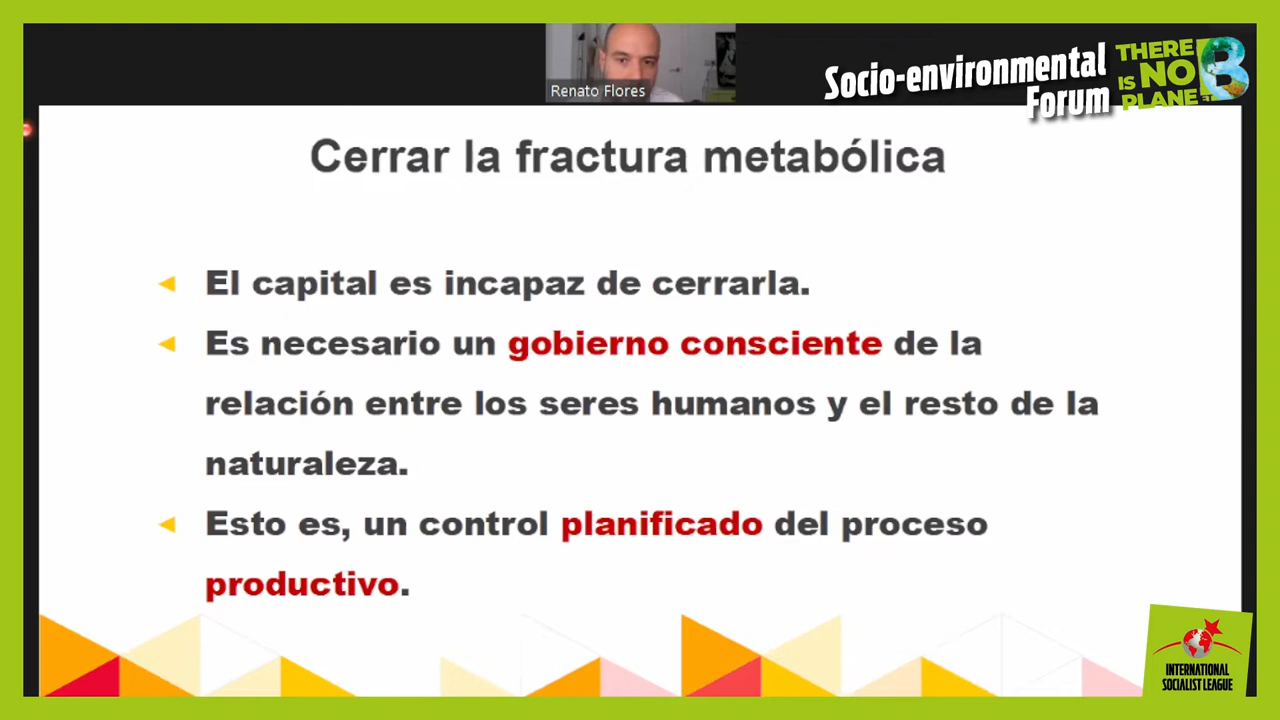 Renato Flores
Socio-environmental
Forum
THERE
IS NO
PLANE
B
Cerrar la fractura metabólica
El capital es incapaz de cerrarla.
Es necesario un gobierno consciente de la
relación entre los seres humanos y el resto de la
naturaleza.
Esto es, un control planificado del proceso
productivo.
INTERNATIONAL
SOCIALIST LEAGUE